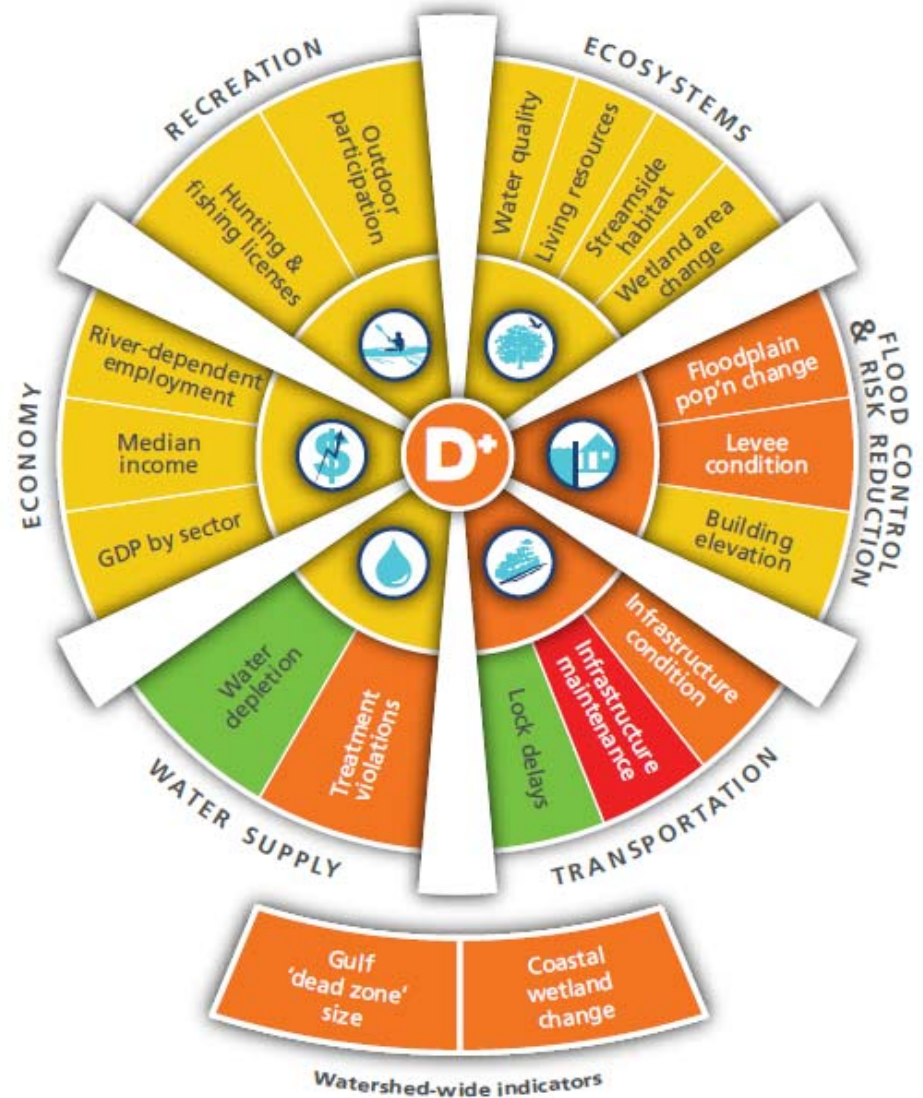 RECREATION
Hunting &
fishing licenses
Outdoor
participation
ECOSYSTEMS
Water quality
Living resources
Streamside
habitat
Wetland area
change
FLOOD CONTROL
& RISK REDUCTION
Floodplain
pop'n change
Levee
condition
Building
elevation
TRANSPORTATION
Infrastructure
condition
Infrastructure
maintenance
Lock delays
WATER SUPPLY
Treatment
violations
Water
depletion
ECONOMY
GDP by sector
Median
income
River-dependent
employment
D+
Gulf
‘dead zone’
size
Coastal
wetland
change
Watershed-wide indicators